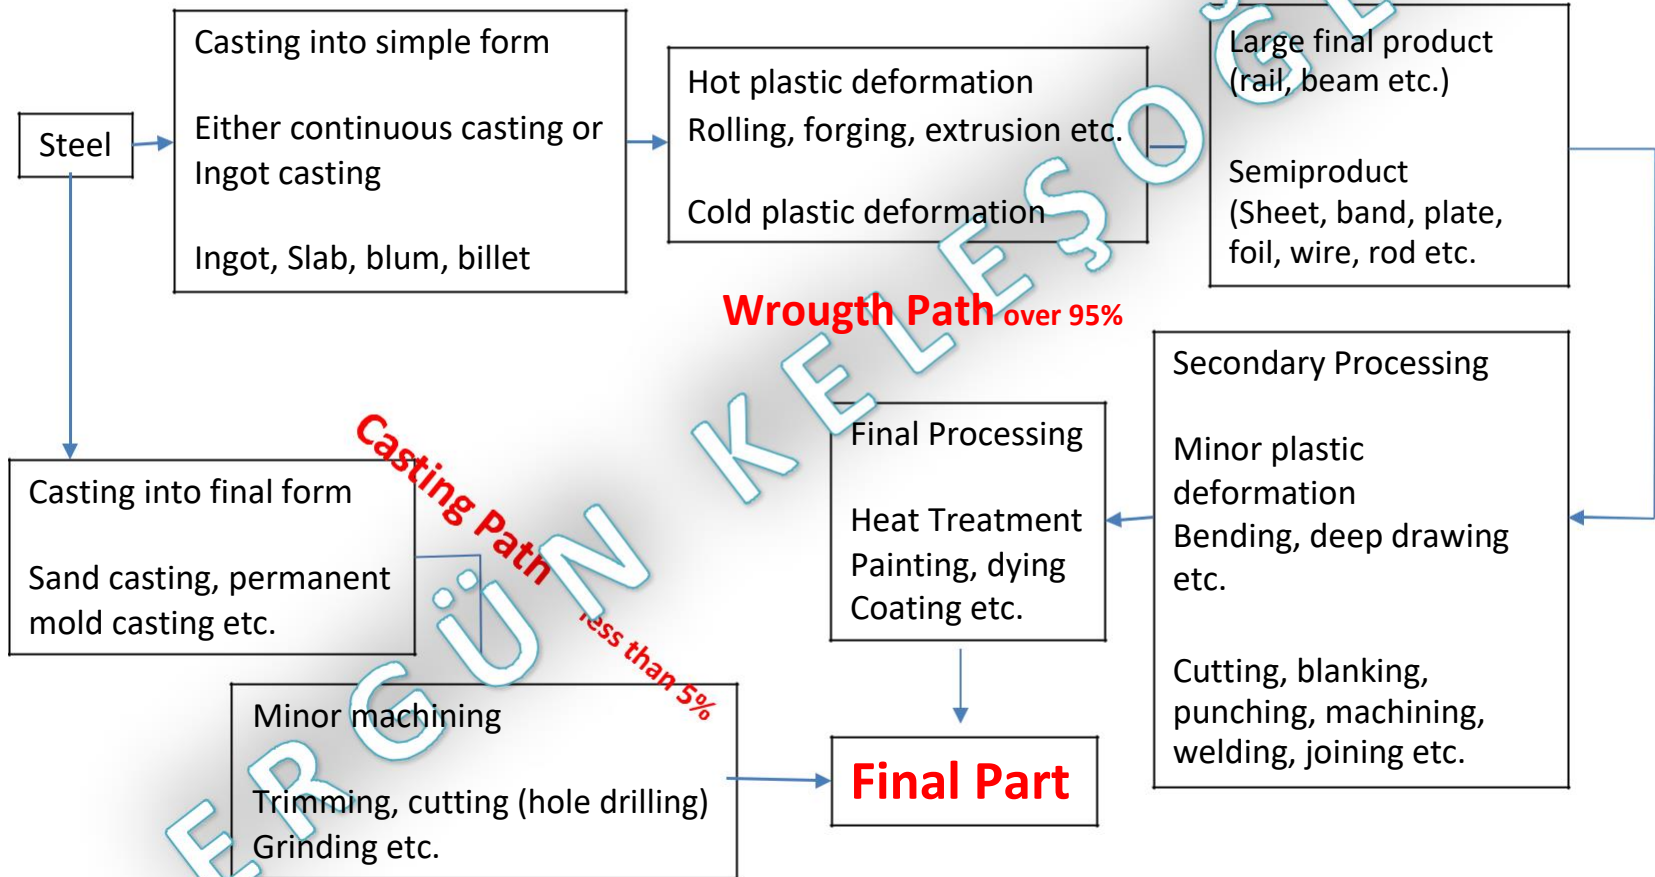 Steel
Casting into simple form
Either continuous casting or
Ingot casting
Ingot, Slab, blum, billet
Hot plastic deformation
Rolling, forging, extrusion etc.
Cold plastic deformation
Large final product
(rail, beam etc.)
Semiproduct
(Sheet, band, plate,
foil, wire, rod etc.
Wrougth Path over 95%
Secondary Processing
Minor plastic
deformation
Bending, deep drawing
etc.
Cutting, blanking,
punching, machining,
welding, joining etc.
Final Processing
Heat Treatment
Painting, dying
Coating etc.
Casting Path less than 5%
Casting into final form
Sand casting, permanent
mold casting etc.
Minor machining
Trimming, cutting (hole drilling)
Grinding etc.
Final Part
ERGÜN KELEŞOĞE